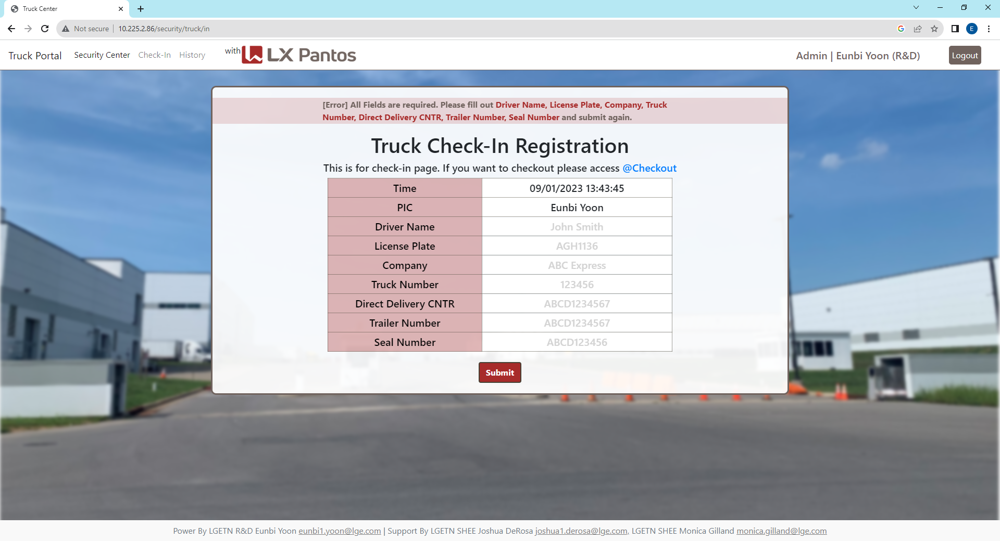 Truck Center
Not secure
10.225.2.86/security/truck/in
E
Truck Portal
Security Center
Check-In
History
with LX Pantos
Admin | Eunbi Yoon (R&D)
Logout
[Error] All Fields are required. Please fill out Driver Name, License Plate, Company, Truck
Number, Direct Delivery CNTR, Trailer Number, Seal Number and submit again.
Truck Check-In Registration
This is for check-in page. If you want to checkout please access @Checkout
Time 09/01/2023 13:43:45
PIC Eunbi Yoon
Driver Name John Smith
License Plate AGH1136
Company ABC Express
Truck Number 123456
Direct Delivery CNTR ABCD1234567
Trailer Number ABCD1234567
Seal Number ABCD123456
Submit
Power By LGETN R&D Eunbi Yoon eunbi1.yoon@lge.com | Support By LGETN SHEE Joshua DeRosa joshua1.derosa@lge.com, LGETN SHEE Monica Gilland monica.gilland@lge.com